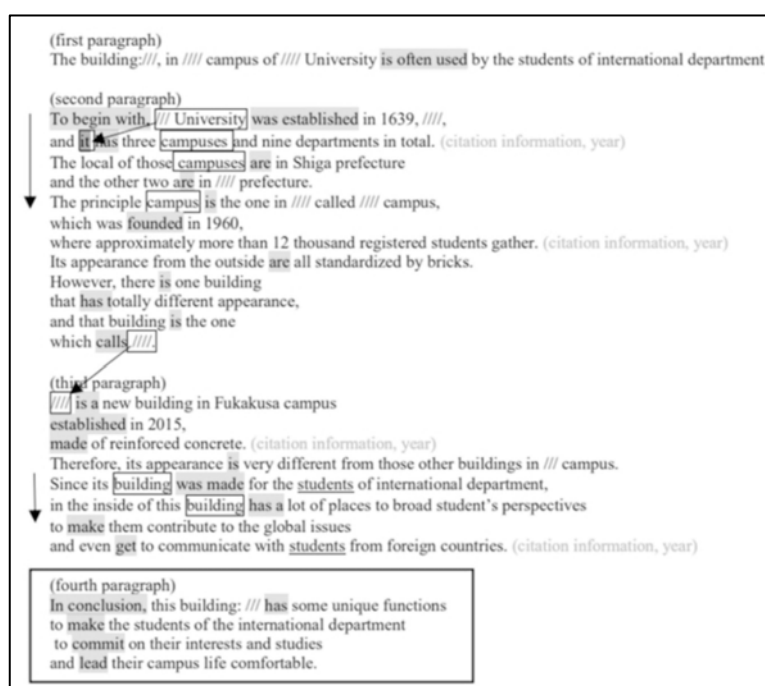 (first paragraph)
The building:///, in //// campus of //// University is often used by the students of international department
(second paragraph)
To begin with, /// University was established in 1639, ////,
and it has three campuses and nine departments in total. (citation information, year)
The local of those campuses are in Shiga prefecture
and the other two are in //// prefecture.
The principle campus is the one in //// called //// campus,
which was founded in 1960,
where approximately more than 12 thousand registered students gather. (citation information, year)
Its appearance from the outside are all standardized by bricks.
However, there is one building
that has totally different appearance,
and that building is the one
which calls ////.
(third paragraph)
//// is a new building in Fukakusa campus
established in 2015,
made of reinforced concrete. (citation information, year)
Therefore, its appearance is very different from those other buildings in /// campus.
Since its building was made for the students of international department,
in the inside of this building has a lot of places to broad student's perspectives
to make them contribute to the global issues
and even get to communicate with students from foreign countries. (citation information, year)
(fourth paragraph)
In conclusion, this building: /// has some unique functions
to make the students of the international department
to commit on their interests and studies
and lead their campus life comfortable.